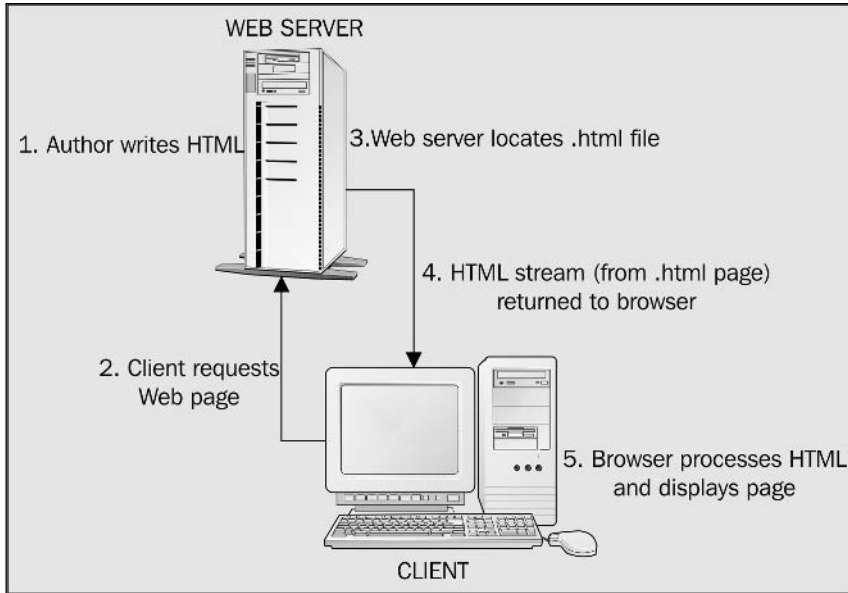 WEB SERVER
1. Author writes HTML
3.Web server locates .html file
4. HTML stream (from .html page)
returned to browser
2. Client requests
Web page
5. Browser processes HTML
and displays page
CLIENT